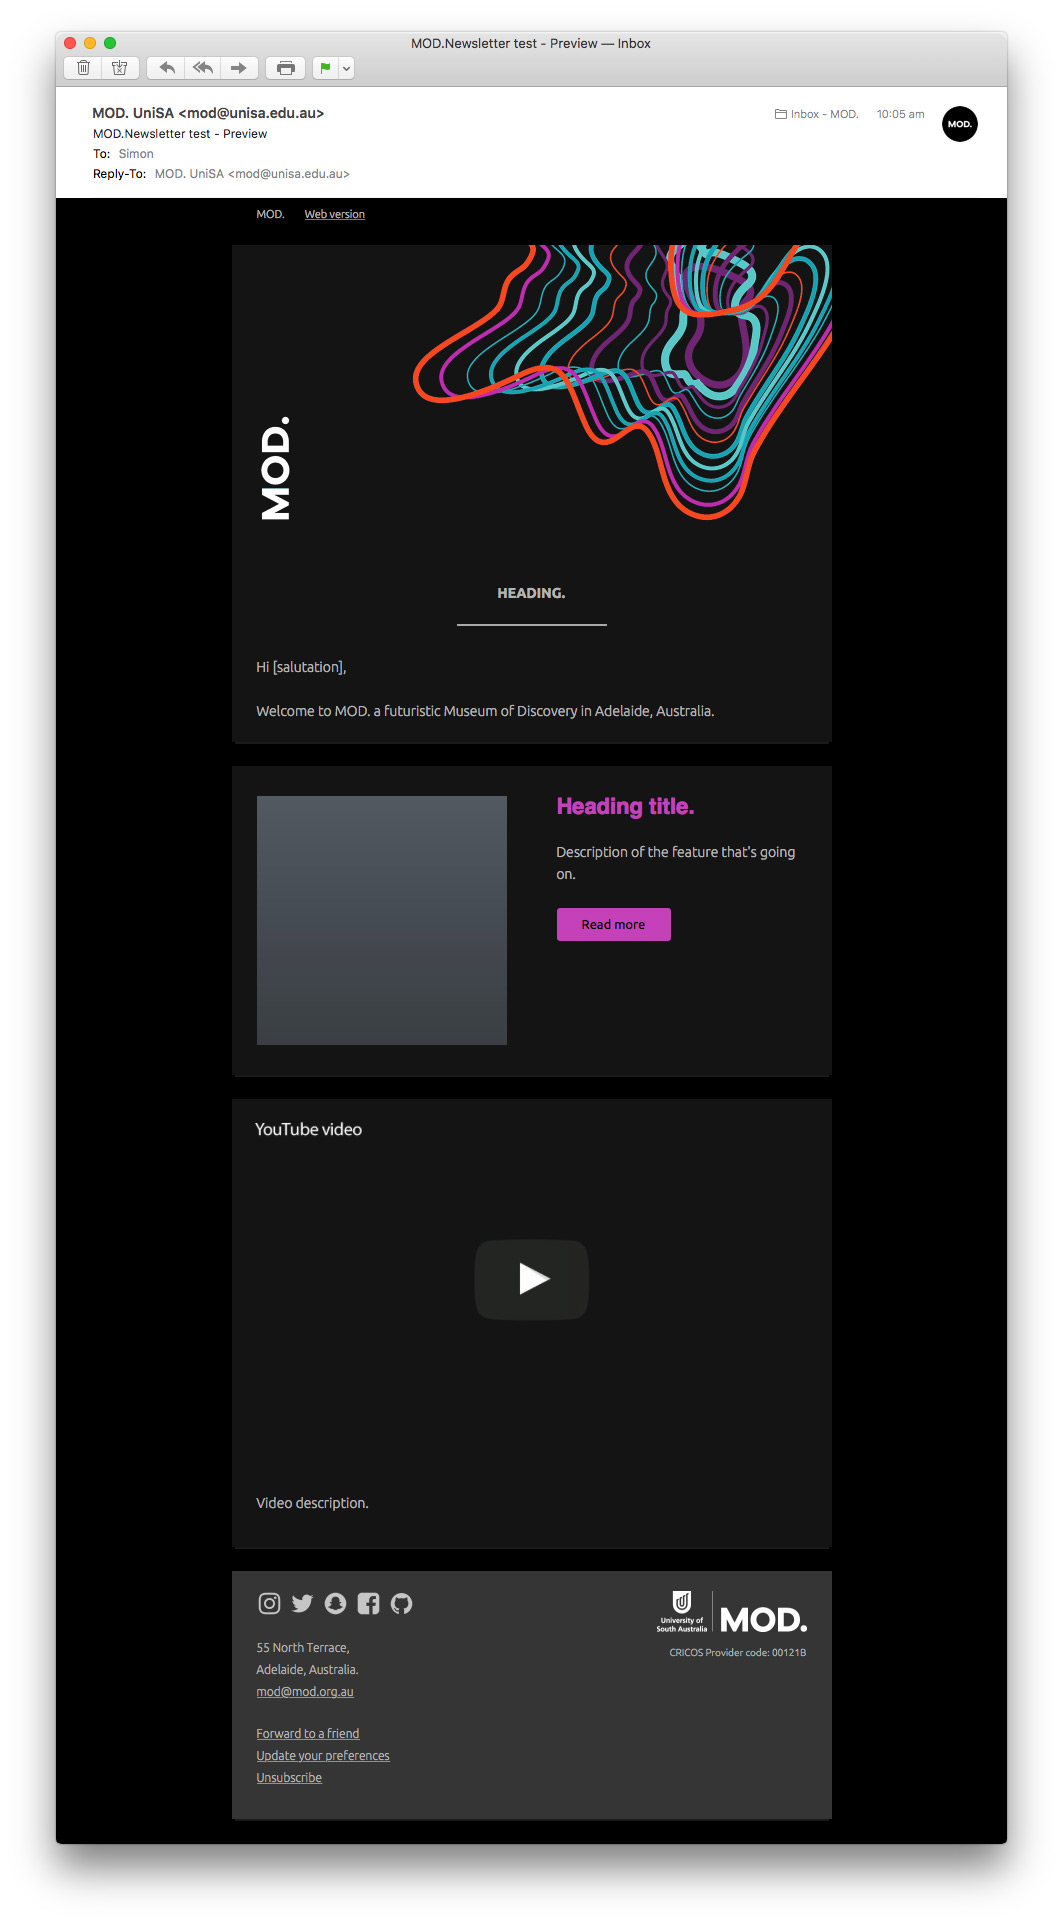 MOD.Newsletter test - Preview — Inbox
MOD. UniSA <mod@unisa.edu.au>
Inbox - MOD. 10:05 am
MOD.
MOD.Newsletter test - Preview
To: Simon
Reply-To: MOD. UniSA <mod@unisa.edu.au>
MOD. Web version
MOD.
HEADING.
Hi [salutation],
Welcome to MOD. a futuristic Museum of Discovery in Adelaide, Australia.
Heading title.
Description of the feature that's going
on.
Read more
YouTube video
Video description.
University of
South Australia
MOD.
CRICOS Provider code: 00121B
55 North Terrace,
Adelaide, Australia.
mod@mod.org.au
Forward to a friend
Update your preferences
Unsubscribe